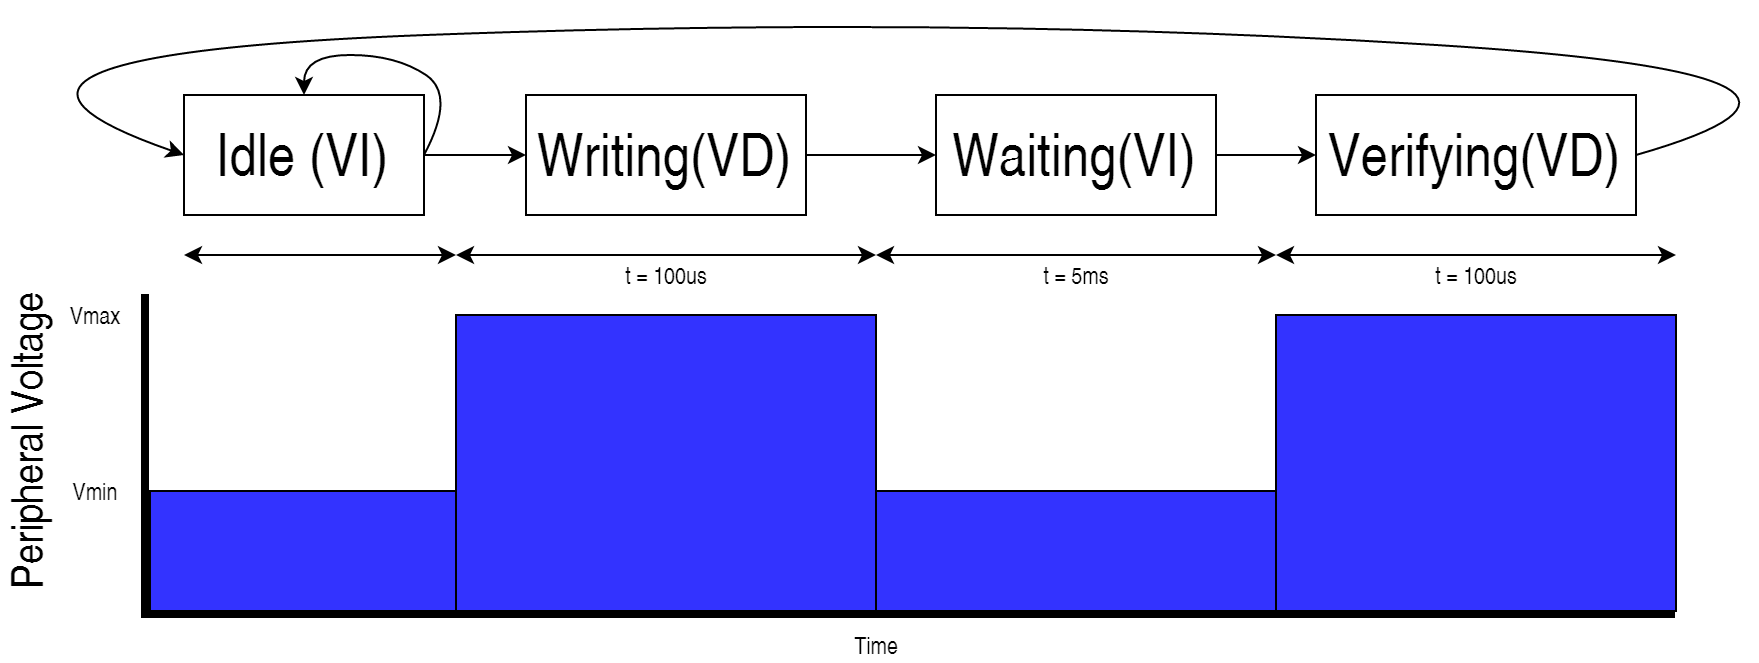 Idle (VI)
Writing(VD)
Waiting(VI)
Verifying(VD)
t = 100us
t = 5ms
t = 100us
Peripheral Voltage
Vmax
Vmin
Time